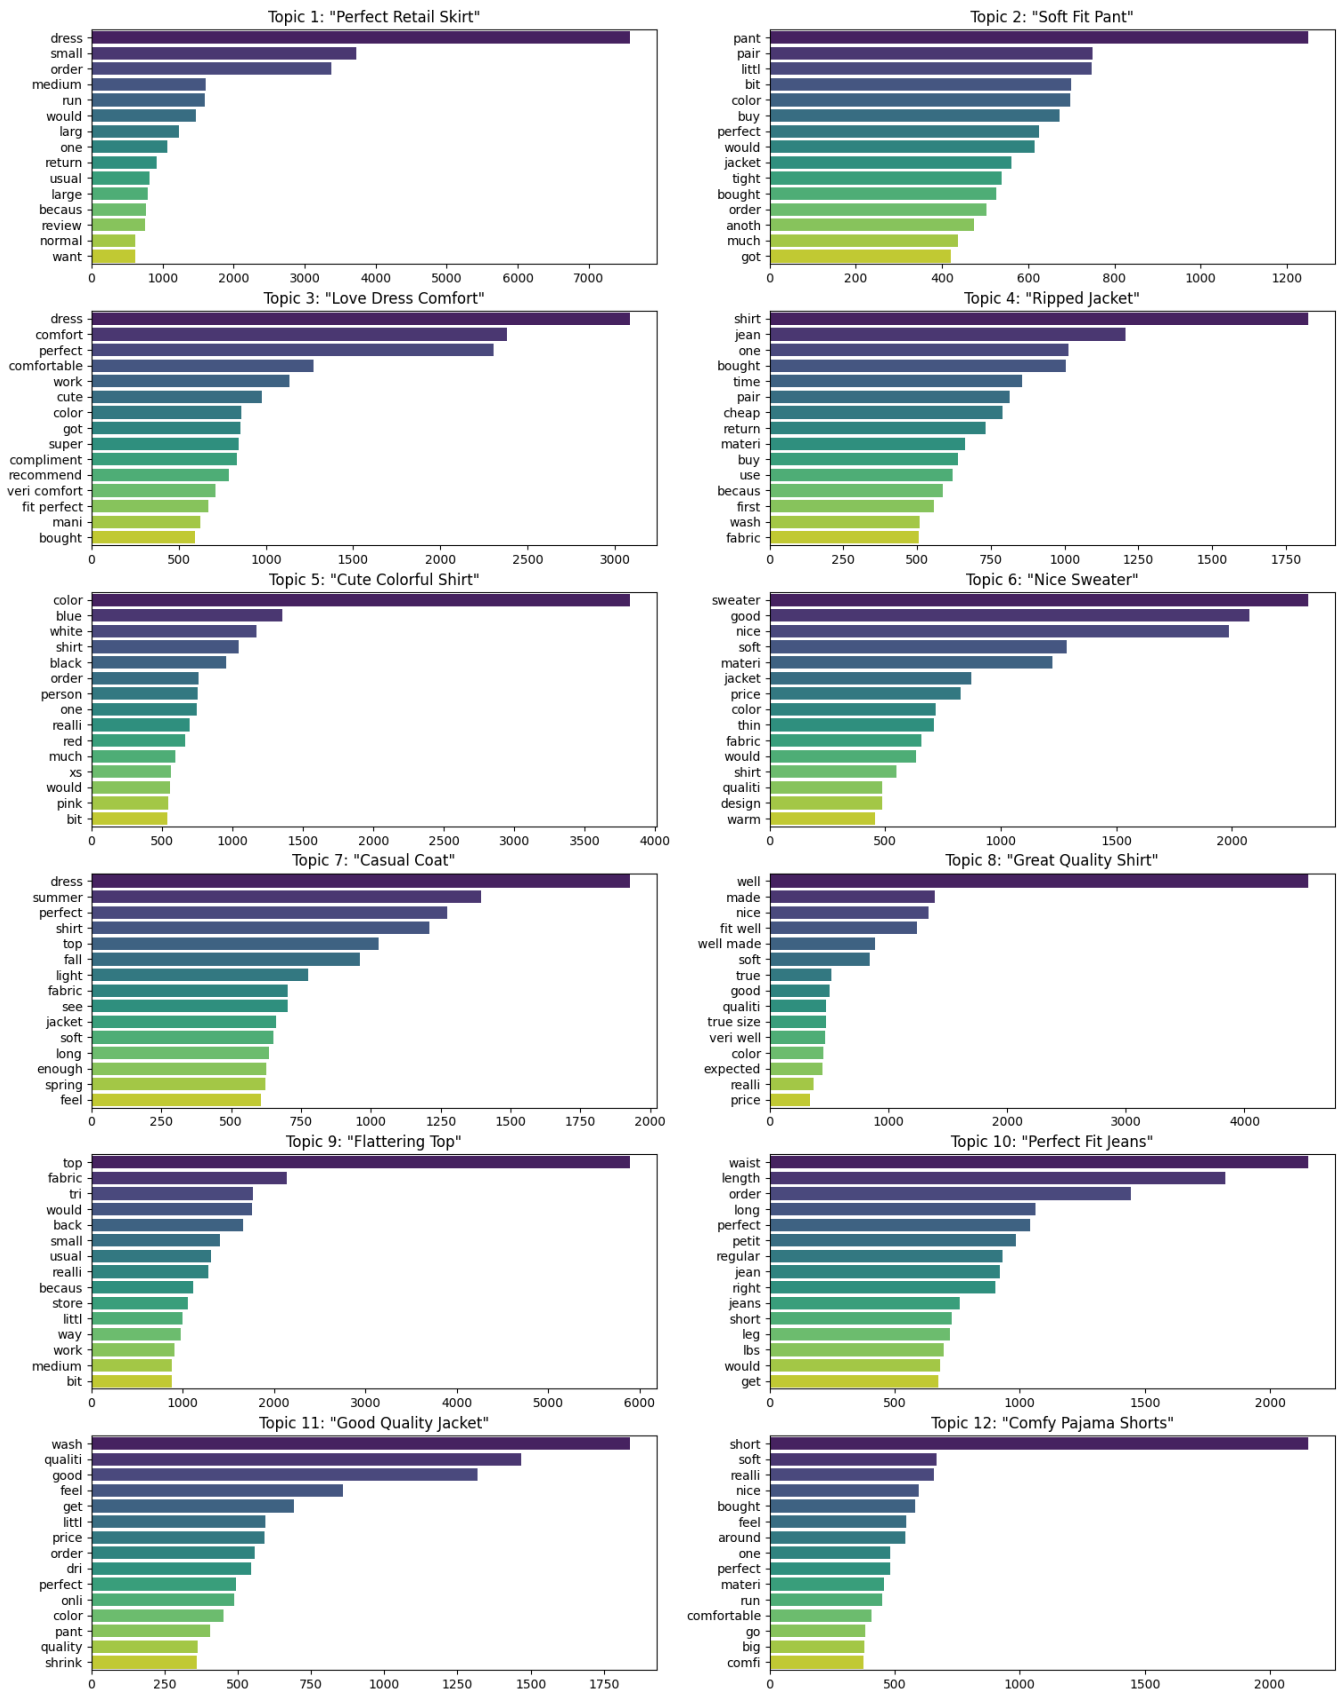 Topic 1: "Perfect Retail Skirt"
dress
small
order
medium
run
would
larg
one
return
usual
large
becaus
review
normal
want
0 1000 2000 3000 4000 5000 6000 7000
Topic 2: "Soft Fit Pant"
pant
pair
littl
bit
color
buy
perfect
would
jacket
tight
bought
order
anoth
much
got
0 200 400 600 800 1000 1200
Topic 3: "Love Dress Comfort"
dress
comfort
perfect
comfortable
work
cute
color
got
super
compliment
recommend
veri comfort
fit perfect
mani
bought
0 500 1000 1500 2000 2500 3000
Topic 4: "Ripped Jacket"
shirt
jean
one
bought
time
pair
cheap
return
materi
buy
use
becaus
first
wash
fabric
0 250 500 750 1000 1250 1500 1750
Topic 5: "Cute Colorful Shirt"
color
blue
white
shirt
black
order
person
one
realli
red
much
xs
would
pink
bit
0 500 1000 1500 2000 2500 3000 3500 4000
Topic 6: "Nice Sweater"
sweater
good
nice
soft
materi
jacket
price
color
thin
fabric
would
shirt
qualiti
design
warm
0 500 1000 1500 2000
Topic 7: "Casual Coat"
dress
summer
perfect
shirt
top
fall
light
fabric
see
jacket
soft
long
enough
spring
feel
0 250 500 750 1000 1250 1500 1750 2000
Topic 8: "Great Quality Shirt"
well
made
nice
fit well
well made
soft
true
good
qualiti
true size
veri well
color
expected
realli
price
0 1000 2000 3000 4000
Topic 9: "Flattering Top"
top
fabric
tri
would
back
small
usual
realli
becaus
store
littl
way
work
medium
bit
0 1000 2000 3000 4000 5000 6000
Topic 10: "Perfect Fit Jeans"
waist
length
order
long
perfect
petit
regular
jean
right
jeans
short
leg
lbs
would
get
0 500 1000 1500 2000
Topic 11: "Good Quality Jacket"
wash
qualiti
good
feel
get
littl
price
order
dri
perfect
onli
color
pant
quality
shrink
0 250 500 750 1000 1250 1500 1750
Topic 12: "Comfy Pajama Shorts"
short
soft
realli
nice
bought
feel
around
one
perfect
materi
run
comfortable
go
big
comfi
0 500 1000 1500 2000